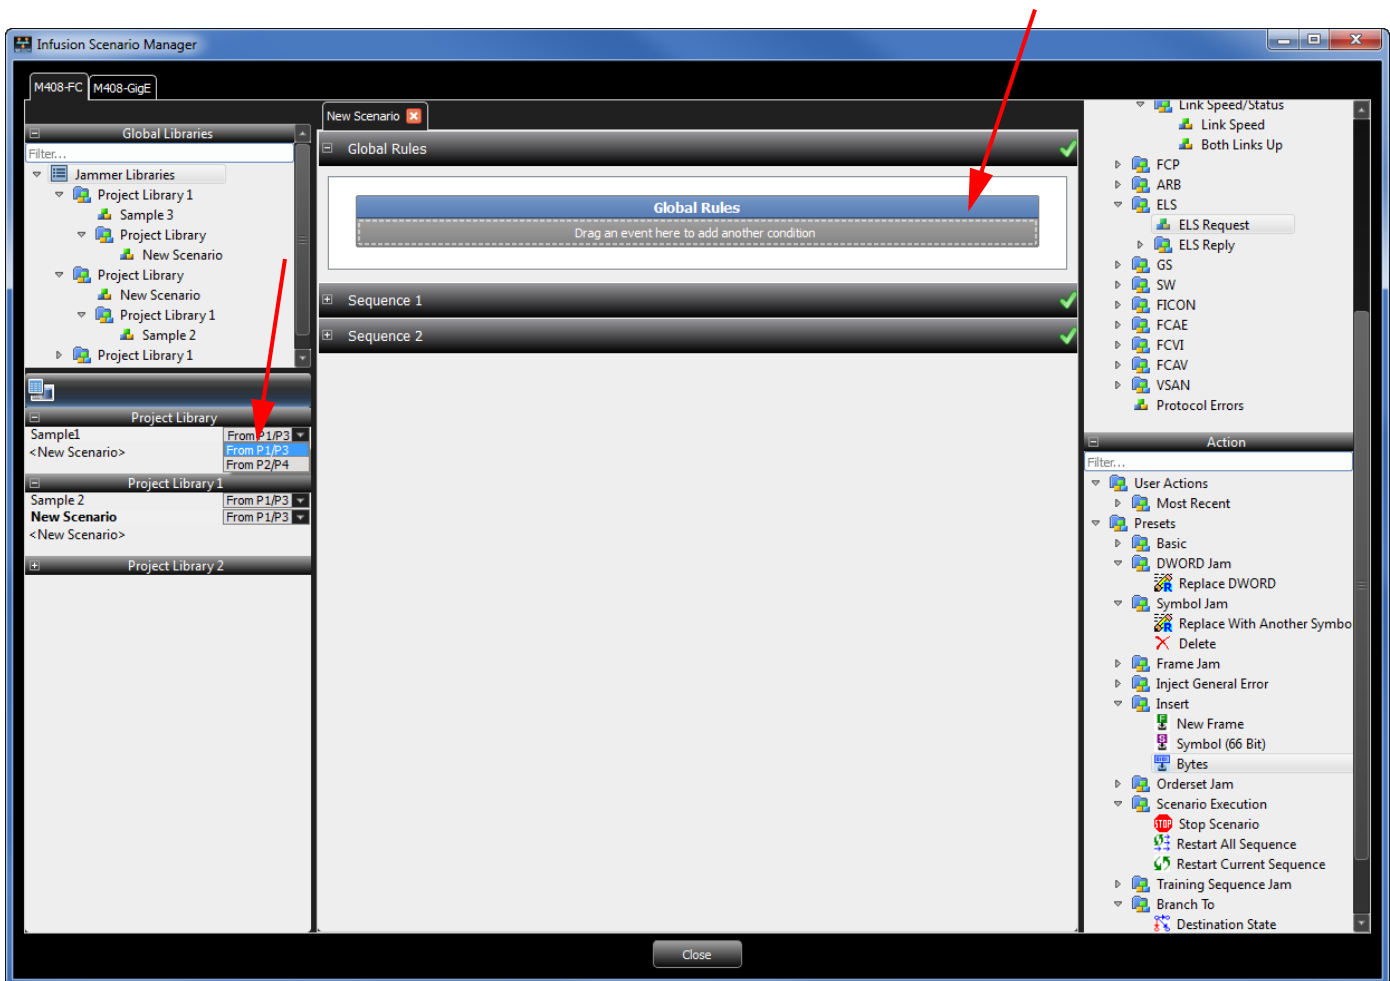 Infusion Scenario Manager
M408-FC
M408-GigE
Global Libraries
Filter...
Jammer Libraries
Project Library 1
Sample 3
Project Library
New Scenario
Project Library
New Scenario
Project Library 1
Sample 2
Project Library 1
Project Library
Sample1
From P1/P3
<New Scenario>
From P1/P3
From P2/P4
Project Library 1
Sample 2
From P1/P3
New Scenario
From P1/P3
<New Scenario>
Project Library 2
New Scenario
Global Rules
Global Rules
Drag an event here to add another condition
Sequence 1
Sequence 2
Link Speed/Status
Link Speed
Both Links Up
FCP
ARB
ELS
ELS Request
ELS Reply
GS
SW
FICON
FCAE
FCVI
FCAV
VSAN
Protocol Errors
Action
Filter...
User Actions
Most Recent
Presets
Basic
DWORD Jam
Replace DWORD
Symbol Jam
Replace With Another Symbo
Delete
Frame Jam
Inject General Error
Insert
New Frame
Symbol (66 Bit)
Bytes
Orderset Jam
Scenario Execution
STOP
Stop Scenario
Restart All Sequence
Restart Current Sequence
Training Sequence Jam
Branch To
Destination State
Close